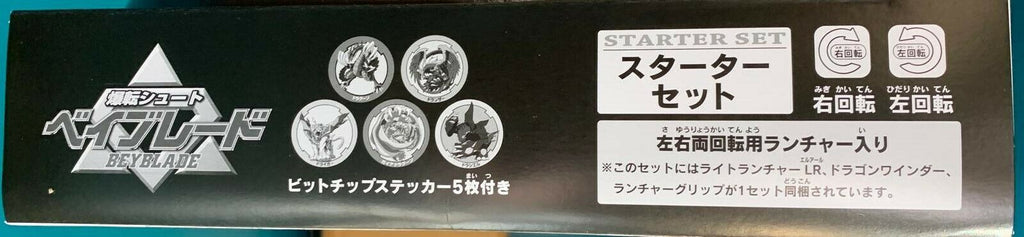 爆転シュート
ベイブレード
BEYBLADE
ビットチップステッカー5枚付き
まい つ
STARTER SET
スターター
セット
右回転
左回転
みぎ かい てん
右回転
ひだり かい てん
左回転
さ ゆうりょうかい てん よう い
左右両回転用ランチャー入り
エルアール
※このセットにはライトランチャーLR、ドラゴンワインダー、
どうこん
ランチャーグリップが1セット同梱されています。